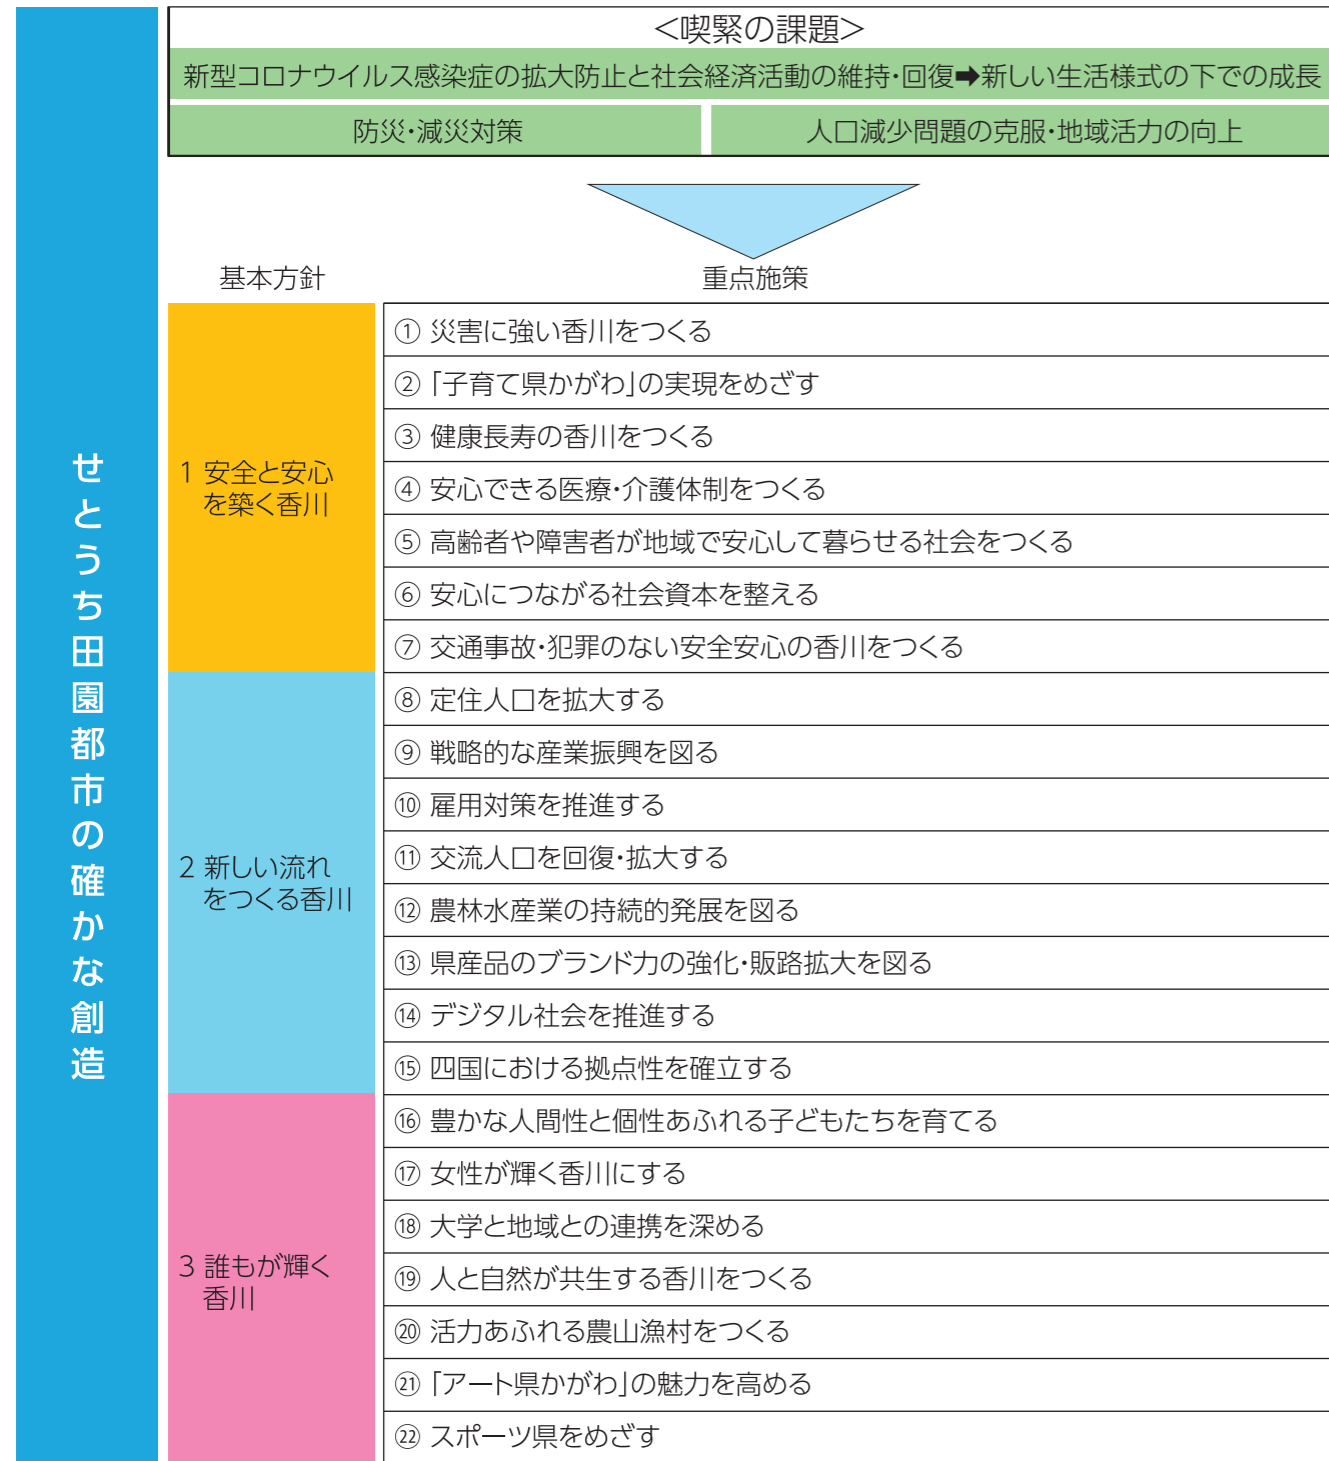 せとうち田園都市の確かな創造
<喫緊の課題>
新型コロナウイルス感染症の拡大防止と社会経済活動の維持・回復➡新しい生活様式の下での成長
防災・減災対策
人口減少問題の克服・地域活力の向上
基本方針
重点施策
1 安全と安心
を築く香川
① 災害に強い香川をつくる
② 「子育て県かがわ」の実現をめざす
③ 健康長寿の香川をつくる
④ 安心できる医療・介護体制をつくる
⑤ 高齢者や障害者が地域で安心して暮らせる社会をつくる
⑥ 安心につながる社会資本を整える
⑦ 交通事故・犯罪のない安全安心の香川をつくる
2 新しい流れ
をつくる香川
⑧ 定住人口を拡大する
⑨ 戦略的な産業振興を図る
⑩ 雇用対策を推進する
⑪ 交流人口を回復・拡大する
⑫ 農林水産業の持続的発展を図る
⑬ 県産品のブランド力の強化・販路拡大を図る
⑭ デジタル社会を推進する
⑮ 四国における拠点性を確立する
3 誰もが輝く
香川
⑯ 豊かな人間性と個性あふれる子どもたちを育てる
⑰ 女性が輝く香川にする
⑱ 大学と地域との連携を深める
⑲ 人と自然が共生する香川をつくる
⑳ 活力あふれる農山漁村をつくる
㉑ 「アート県かがわ」の魅力を高める
㉒ スポーツ県をめざす